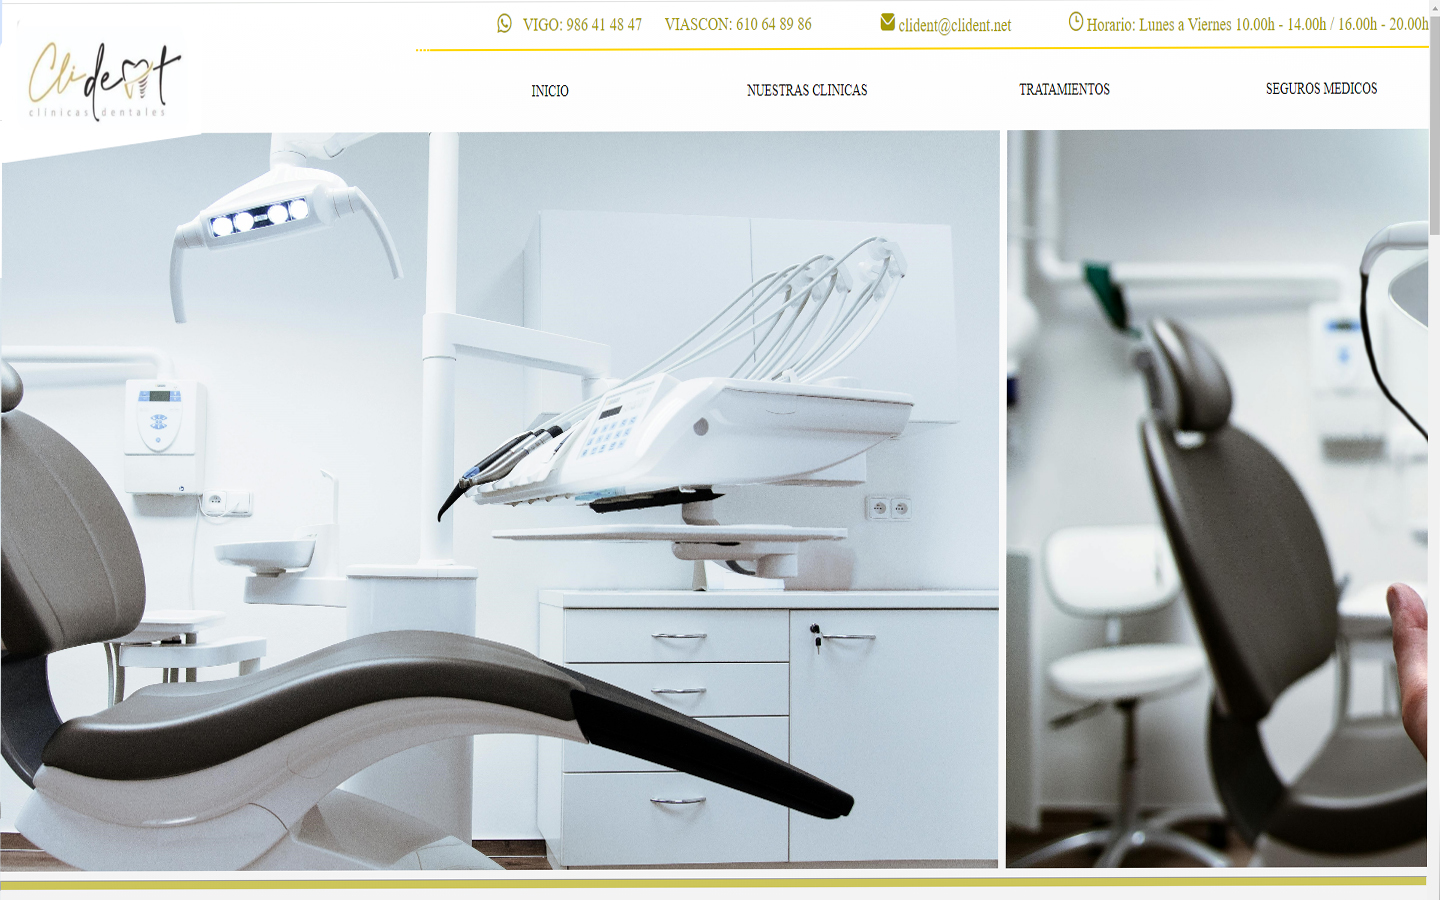 VIGO: 986 41 48 47 VIASCON: 610 64 89 86 clident@clident.net Horario: Lunes a Viernes 10.00h - 14.00h / 16.00h - 20.00h
Clident
clinicas dentales
INICIO NUESTRAS CLINICAS TRATAMIENTOS SEGUROS MEDICOS